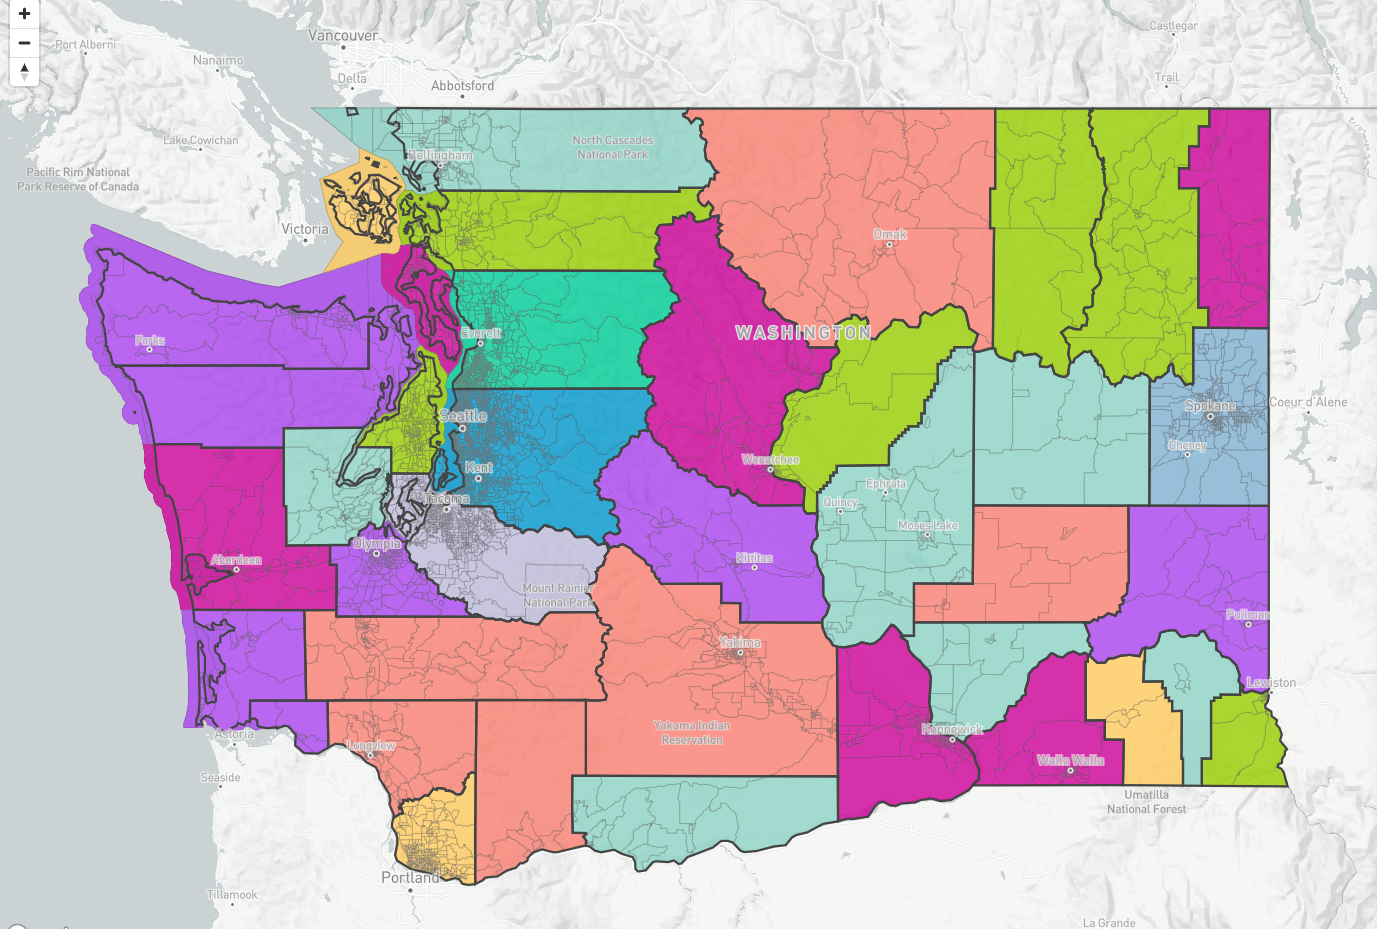 Vancouver
Castlegar
Port Alberni
Nanaimo
Delta
Abbotsford
Trail
Lake Cowichan
North Cascades
National Park
Bellingham
Pacific Rim National
Park Reserve of Canada
Victoria
Omak
WASHINGTON
Forks
Everett
Coeur d'Alene
Seattle
Spokane
Cheney
Wenatchee
Kent
Ephrata
Tacoma
Quincy
Moses Lake
Olympia
Aberdeen
Kittitas
Mount Rainier
National Park
Pullman
Yakima
Lewiston
Yakama Indian
Reservation
Kennewick
Astoria
Longview
Walla Walla
Seaside
Umatilla
National Forest
Portland
Tillamook
La Grande